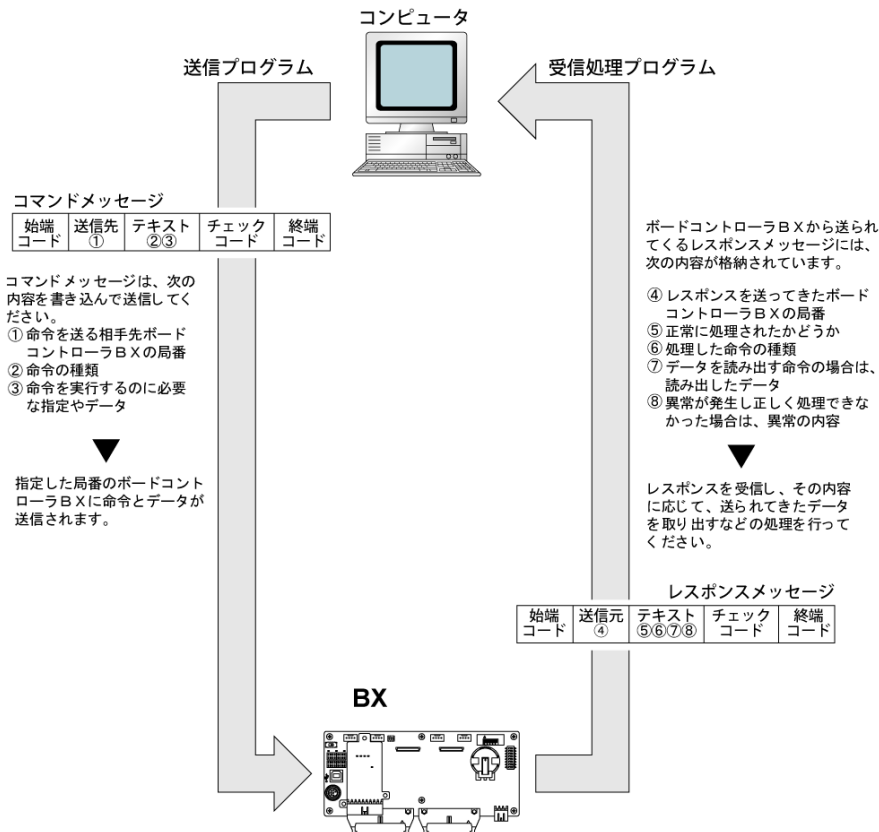 コンピュータ
送信プログラム
受信処理プログラム
コマンドメッセージ
始端
コード
送信先
①
テキスト
②③
チェック
コード
終端
コード
コマンドメッセージは、次の
内容を書き込んで送信してく
ださい。
①命令を送る相手先ボード
コントローラBXの局番
②命令の種類
③命令を実行するのに必要
な指定やデータ
指定した局番のボードコント
ローラBXに命令とデータが
送信されます。
ボードコントローラBXから送られ
てくるレスポンスメッセージには、
次の内容が格納されています。
④レスポンスを送ってきたボード
コントローラBXの局番
⑤正常に処理されたかどうか
⑥処理した命令の種類
⑦データを読み出す命令の場合は、
読み出したデータ
⑧異常が発生し正しく処理できな
かった場合は、異常の内容
レスポンスを受信し、その内容
に応じて、送られてきたデータ
を取り出すなどの処理を行って
ください。
レスポンスメッセージ
始端
コード
送信元
④
テキスト
⑤⑥⑦⑧
チェック
コード
終端
コード
BX